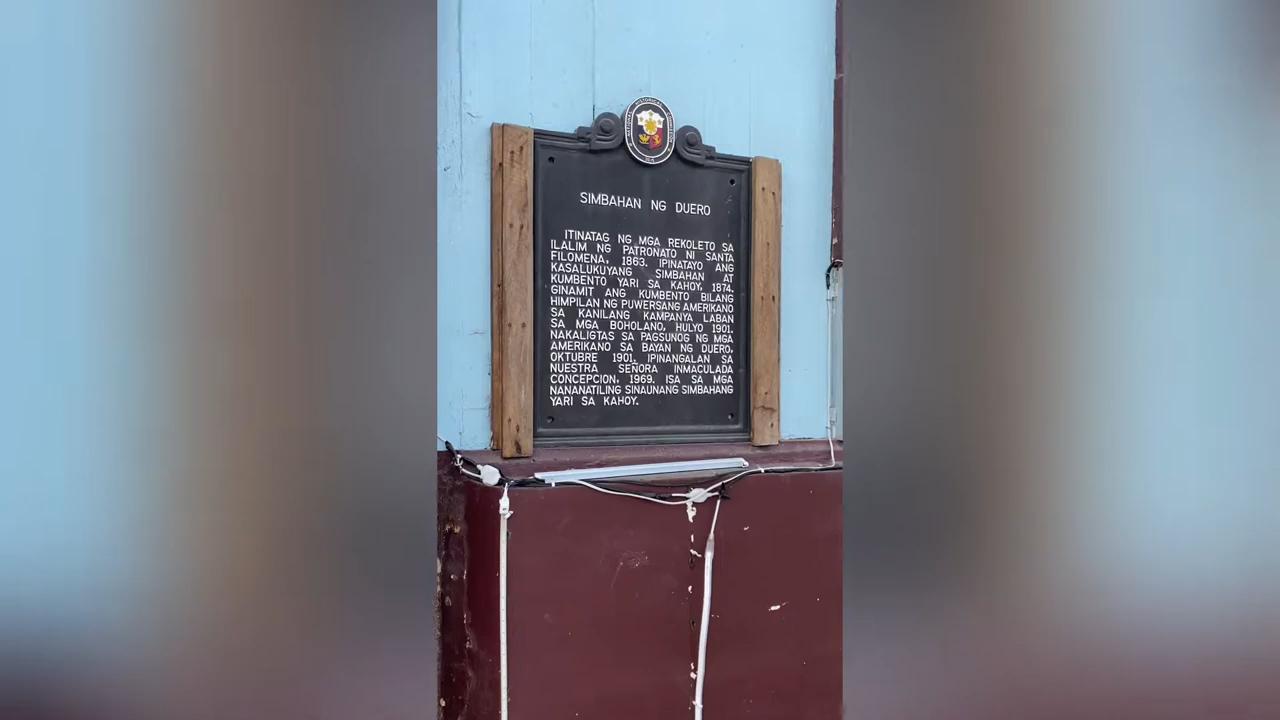 SIMBAHAN NG DUERO
ITINATAG NG MGA REKOLETO SA
ILALIM NG PATRONATO NI SANTA
FILOMENA, 1863. IPINATAYO ANG
KASALUKUYANG SIMBAHAN AT
KUMBENTO YARI SA KAHOY, 1874.
GINAMIT ANG KUMBENTO BILANG
HIMPILAN NG PUWERSANG AMERIKANO
SA KANILANG KAMPANYA LABAN
SA MGA BOHOLANO, HULYO 1901.
NAKALIGTAS SA PAGSUNOG NG MGA
AMERIKANO SA BAYAN NG DUERO,
OKTUBRE 1901. IPINANGALAN SA
NUESTRA SEÑORA INMACULADA
CONCEPCION, 1969. ISA SA MGA
NANANATILING SINAUNANG SIMBAHANG
YARI SA KAHOY.